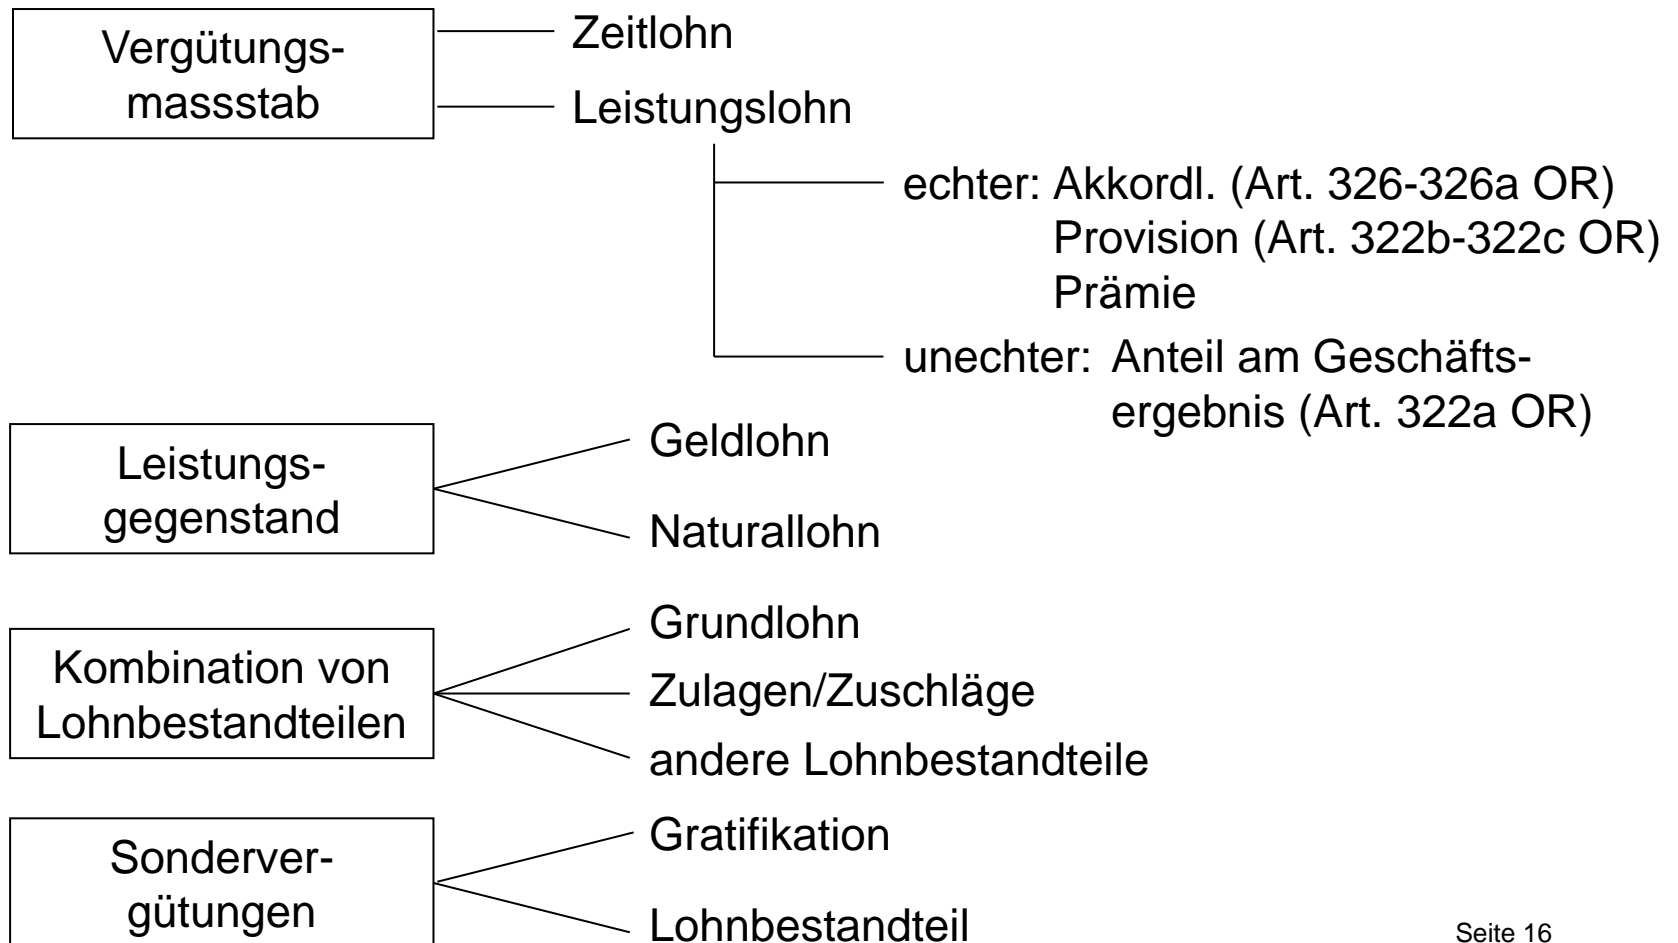 Vergütungs-
massstab
Zeitlohn
Leistungslohn
echter: Akkordl. (Art. 326-326a OR)
Provision (Art. 322b-322c OR)
Prämie
unechter: Anteil am Geschäfts-
ergebnis (Art. 322a OR)
Leistungs-
gegenstand
Geldlohn
Naturallohn
Kombination von
Lohnbestandteilen
Grundlohn
Zulagen/Zuschläge
andere Lohnbestandteile
Sonderver-
gütungen
Gratifikation
Lohnbestandteil
Seite 16